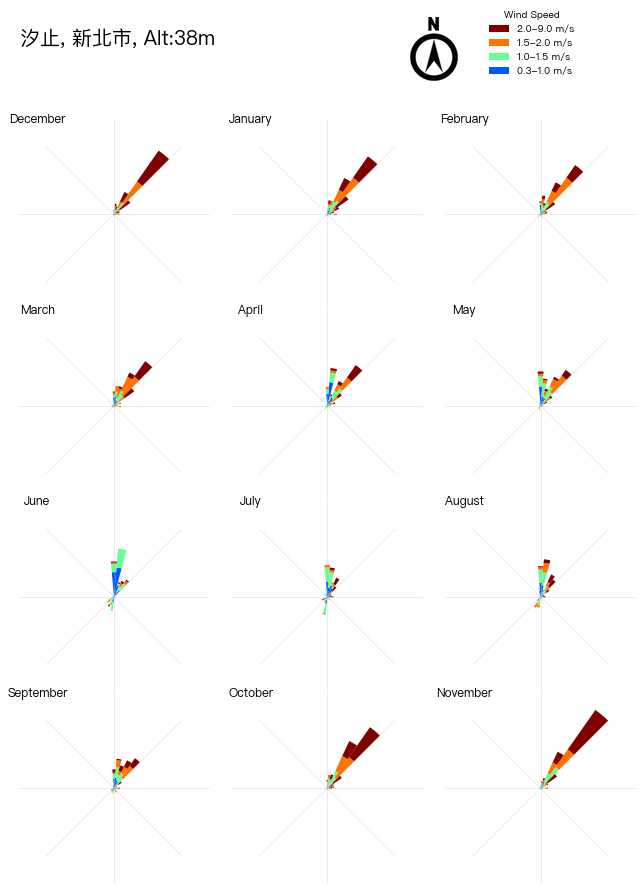 汐止, 新北市, Alt:38m
N
Wind Speed
2.0–9.0 m/s
1.5–2.0 m/s
1.0–1.5 m/s
0.3–1.0 m/s
December
January
February
March
April
May
June
July
August
September
October
November